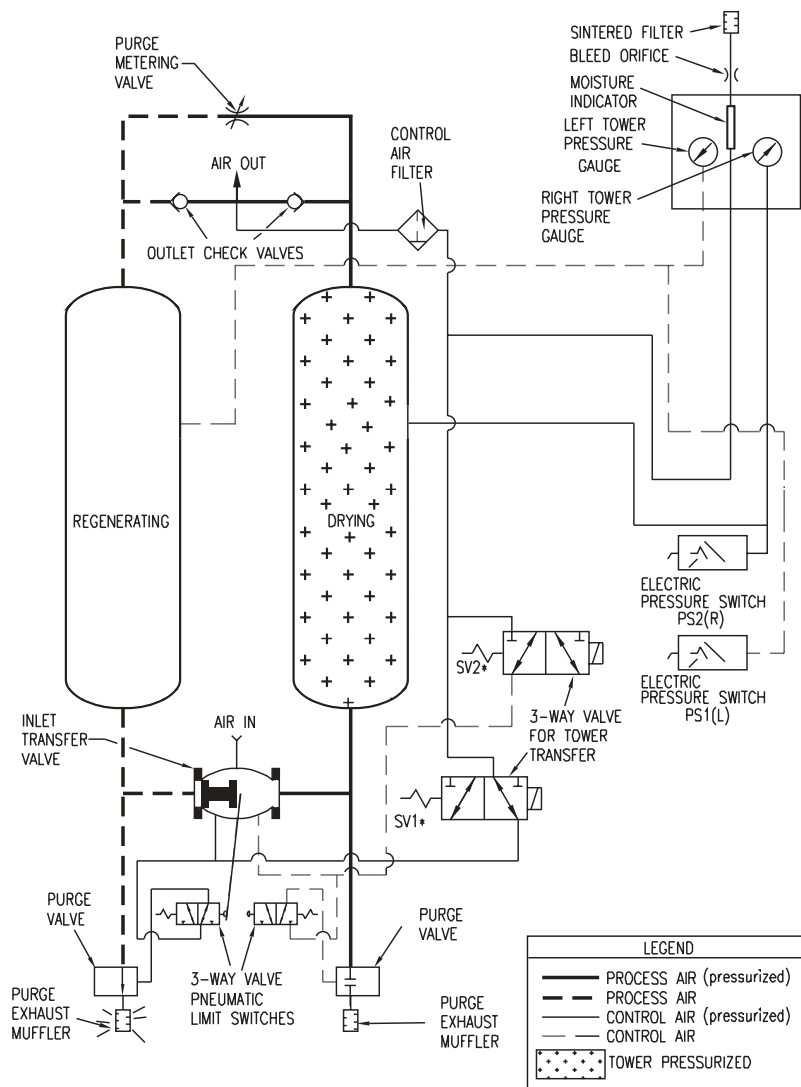 PURGE
METERING
VALVE
SINTERED FILTER
BLEED ORIFICE
MOISTURE
INDICATOR
LEFT TOWER
PRESSURE
GAUGE
RIGHT TOWER
PRESSURE
GAUGE
CONTROL
AIR
FILTER
AIR OUT
OUTLET CHECK VALVES
REGENERATING
DRYING
ELECTRIC
PRESSURE SWITCH
PS2(R)
ELECTRIC
PRESSURE SWITCH
PS1(L)
SV2*
3-WAY VALVE
FOR TOWER
TRANSFER
SV1*
INLET
TRANSFER
VALVE
AIR IN
PURGE
VALVE
PURGE
EXHAUST
MUFFLER
3-WAY VALVE
PNEUMATIC
LIMIT SWITCHES
PURGE
VALVE
PURGE
EXHAUST
MUFFLER
LEGEND
PROCESS AIR (pressurized)
PROCESS AIR
CONTROL AIR (pressurized)
CONTROL AIR
TOWER PRESSURIZED